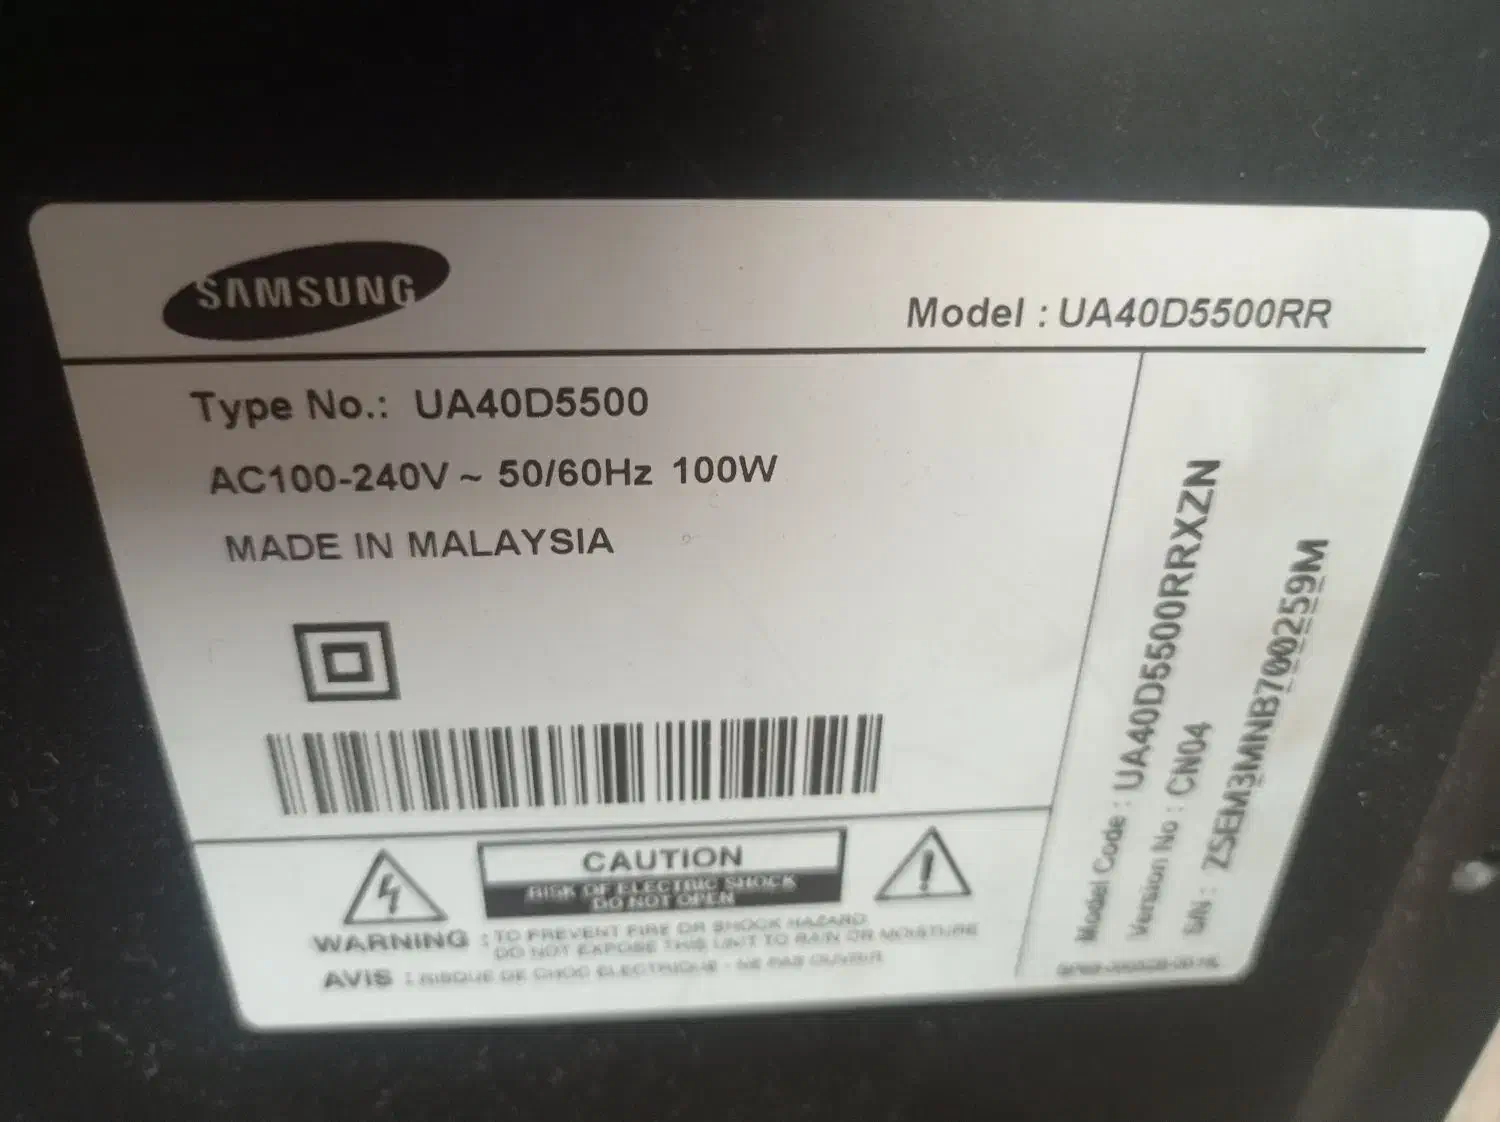 SAMSUNG
Model : UA40D5500RR
Type No.: UA40D5500
AC100-240V ~ 50/60Hz 100W
MADE IN MALAYSIA
CAUTION
RISK OF ELECTRIC SHOCK
DO NOT OPEN
WARNING : TO PREVENT FIRE OR SHOCK HAZARD
DO NOT EXPOSE THIS UNIT TO RAIN OR MOISTURE
AVIS : RISQUE DE CHOC ELECTRIQUE - NE PAS OUVRIR
Model Code : UA40D5500RRXZN
Version No : CN04
S/N : ZSEM3MNB700259M